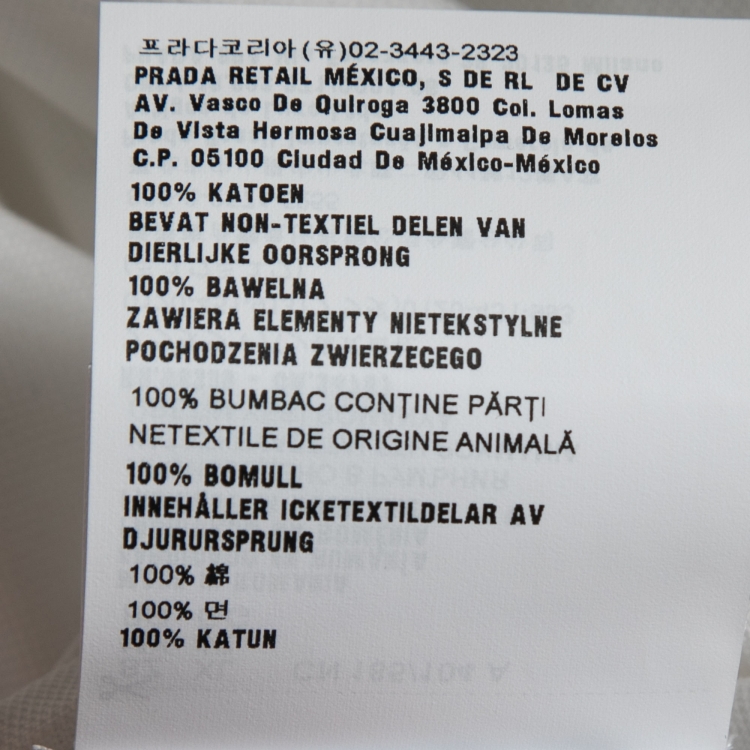 프라다코리아(유)02-3443-2323
PRADA RETAIL MÉXICO, S DE RL DE CV
AV. Vasco De Quiroga 3800 Col. Lomas
De Vista Hermosa Cuajimalpa De Morelos
C.P. 05100 Ciudad De México-México
100% KATOEN
BEVAT NON-TEXTIEL DELEN VAN
DIERLIJKE OORSPRONG
100% BAWELNA
ZAWIERA ELEMENTY NIETEKSTYLNE
POCHODZENIA ZWIERZECEGO
100% BUMBAC CONȚINE PĂRȚI
NETEXTILE DE ORIGINE ANIMALĂ
100% BOMULL
INNEHÅLLER ICKETEXTILDELAR AV
DJURURSPRUNG
100% 綿
100% 면
100% KATUN